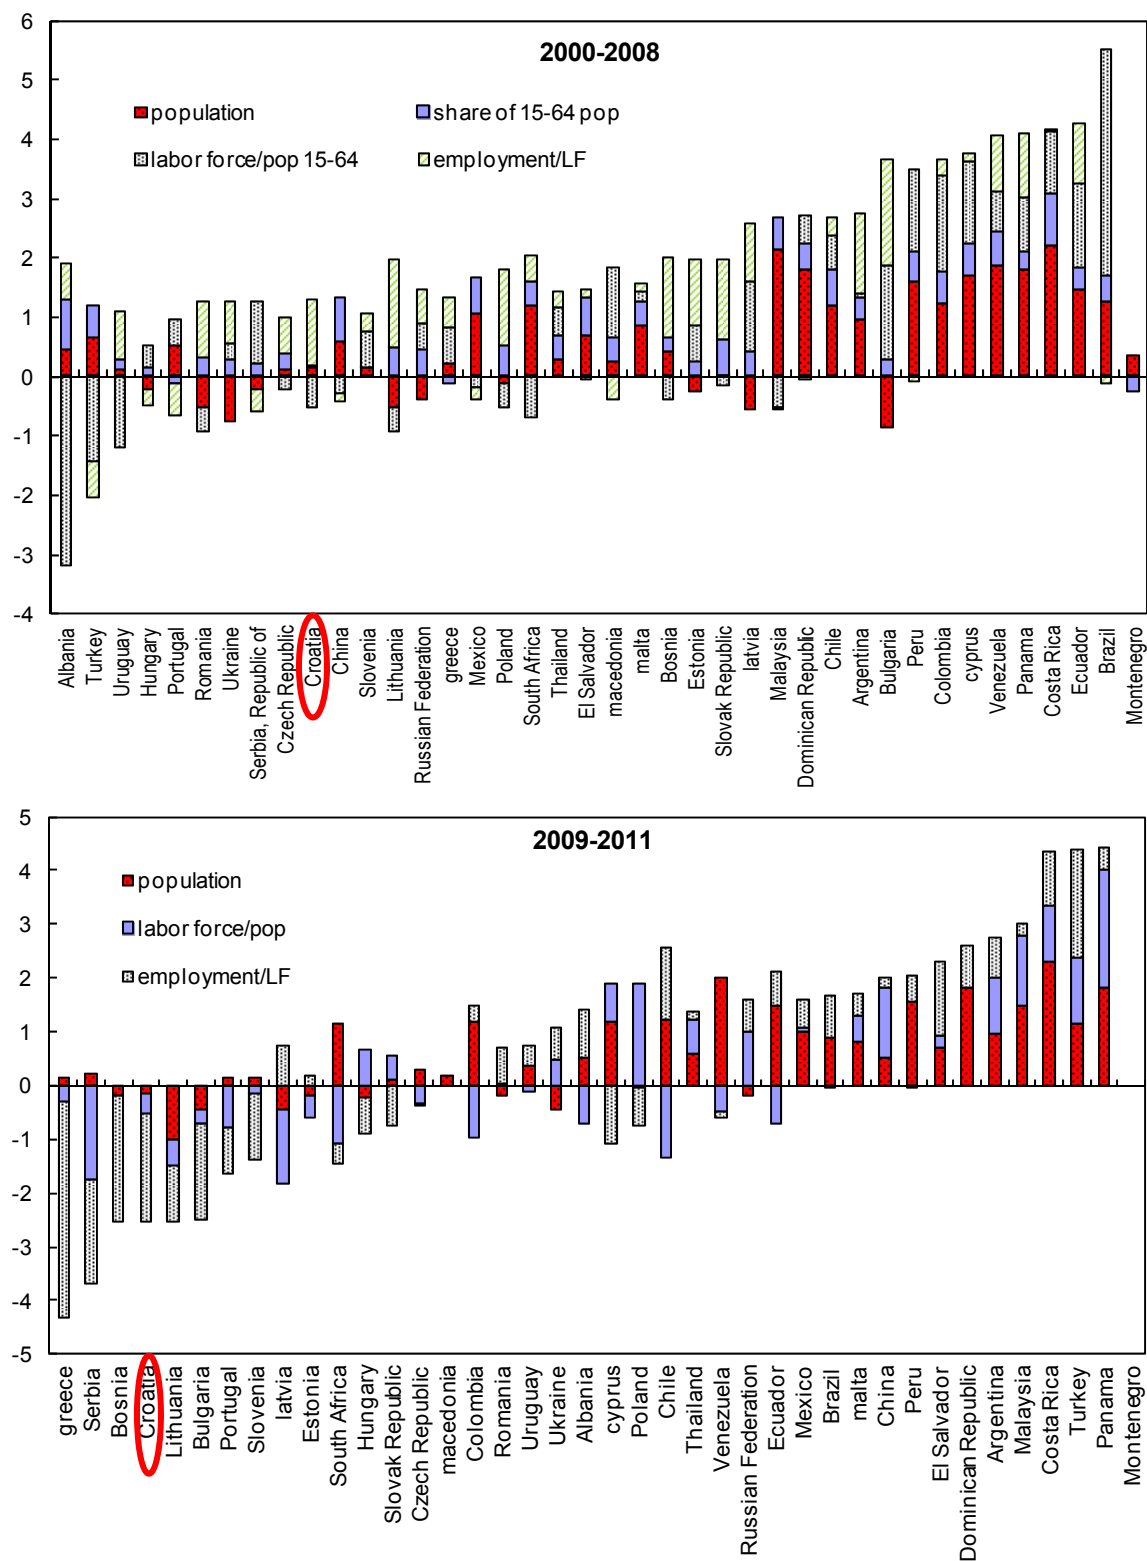 6
2000-2008
5
population
share of 15-64 pop
labor force/pop 15-64
employment/LF
4
3
2
1
0
-1
-2
-3
-4
Albania
Turkey
Uruguay
Hungary
Portugal
Romania
Ukraine
Serbia, Republic of
Czech Republic
Croatia
China
Slovenia
Lithuania
Russian Federation
greece
Mexico
Poland
South Africa
Thailand
El Salvador
macedonia
malta
Bosnia
Estonia
Slovak Republic
latvia
Malaysia
Dominican Republic
Chile
Argentina
Bulgaria
Peru
Colombia
cyprus
Venezuela
Panama
Costa Rica
Ecuador
Brazil
Montenegro
5
2009-2011
4
population
3
labor force/pop
employment/LF
2
1
0
-1
-2
-3
-4
-5
greece
Serbia
Bosnia
Croatia
Lithuania
Bulgaria
Portugal
Slovenia
latvia
Estonia
South Africa
Hungary
Slovak Republic
Czech Republic
macedonia
Colombia
Romania
Uruguay
Ukraine
Albania
cyprus
Poland
Chile
Thailand
Venezuela
Russian Federation
Ecuador
Mexico
Brazil
malta
China
Peru
El Salvador
Dominican Republic
Argentina
Malaysia
Costa Rica
Turkey
Panama
Montenegro